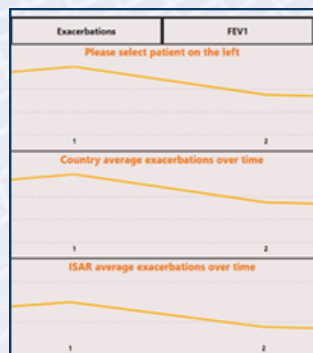 Exacerbations FEV1
Please select patient on the left
1 2
Country average exacerbations over time
1 2
ISAR average exacerbations over time
1 2